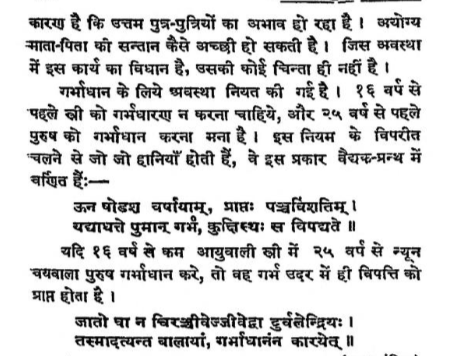 कारण है कि उत्तम पुत्र-पुत्रियों का अभाव हो रहा है । अयोग्य
माता-पिता की सन्तान कैसे अच्छी हो सकती है । जिस अवस्था
में इस कार्य का विधान है, उसकी कोई चिन्ता ही नहीं है ।
गर्भाधान के लिये अवस्था नियत की गई है । १६ वर्ष से
पहले स्त्री को गर्भधारण न करना चाहिये, और २५ वर्ष से पहले
पुरुष को गर्भाधान करना मना है । इस नियम के विपरीत
चलने से जो जो हानियाँ होती हैं, वे इस प्रकार वैद्यक-ग्रन्थ में
वर्णित हैं:—
ऊन षोडश वर्षायाम्, प्राप्तः पञ्चविंशतिम् ।
यद्याधत्ते पुमान् गर्भं, कुक्षिस्थः स विपद्यते ॥
यदि १६ वर्ष से कम आयुवाली स्त्री में २५ वर्ष से न्यून
वयवाला पुरुष गर्भाधान करे, तो वह गर्भ उदर में ही विपत्ति को
प्राप्त होता है ।
जातो वा न चिरञ्जीवेज्जीवेद्वा दुर्वलेन्द्रियः ।
तस्मादत्यन्त बालायां, गर्भाधानंन कारयेत् ॥